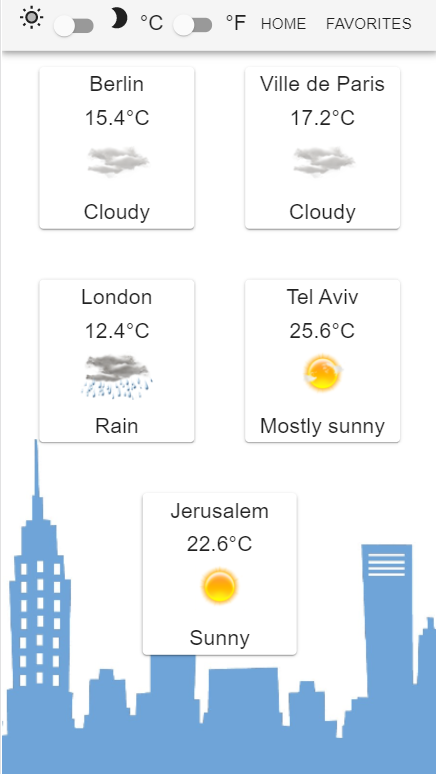 °C °F HOME FAVORITES
Berlin
15.4°C
Cloudy
Ville de Paris
17.2°C
Cloudy
London
12.4°C
Rain
Tel Aviv
25.6°C
Mostly sunny
Jerusalem
22.6°C
Sunny